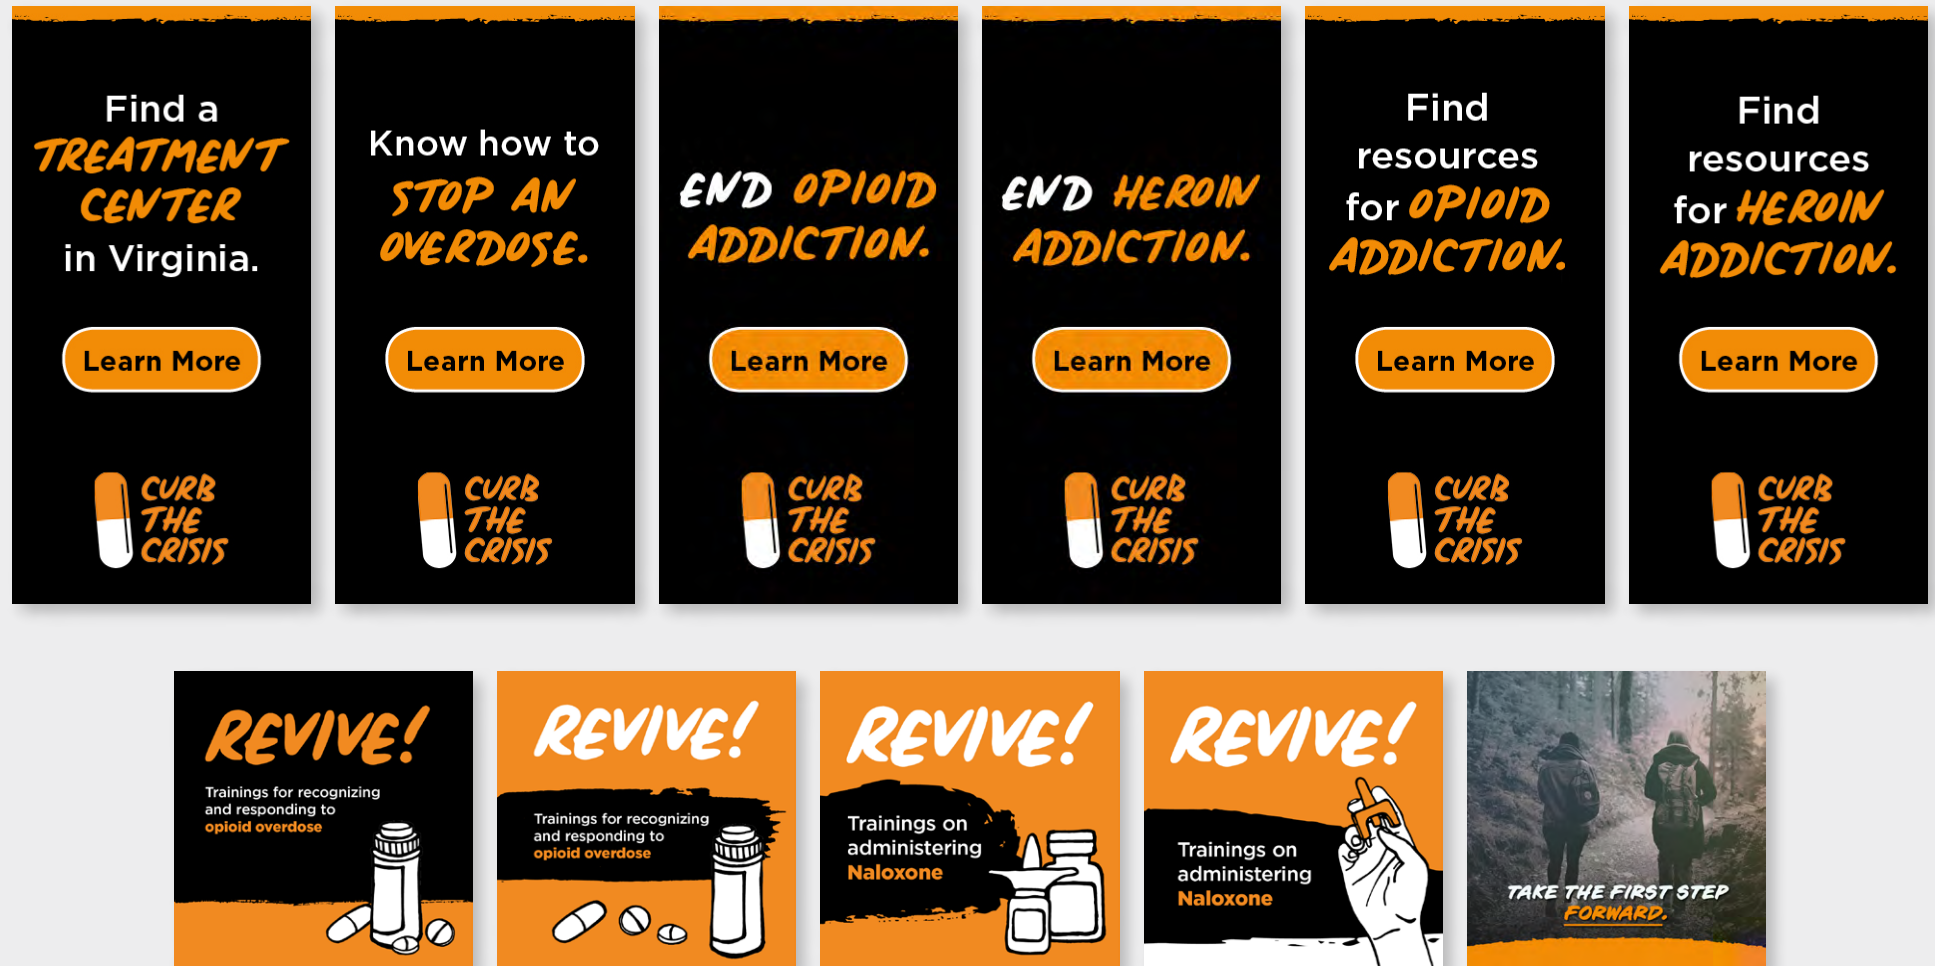 Find a
TREATMENT
CENTER
in Virginia.
Learn More
CURB
THE
CRISIS
Know how to
STOP AN
OVERDOSE.
Learn More
CURB
THE
CRISIS
END OPIOID
ADDICTION.
Learn More
CURB
THE
CRISIS
END HEROIN
ADDICTION.
Learn More
CURB
THE
CRISIS
Find
resources
for OPIOID
ADDICTION.
Learn More
CURB
THE
CRISIS
Find
resources
for HEROIN
ADDICTION.
Learn More
CURB
THE
CRISIS
REVIVE!
Trainings for recognizing
and responding to
opioid overdose
REVIVE!
Trainings for recognizing
and responding to
opioid overdose
REVIVE!
Trainings on
administering
Naloxone
REVIVE!
Trainings on
administering
Naloxone
TAKE THE FIRST STEP
FORWARD.